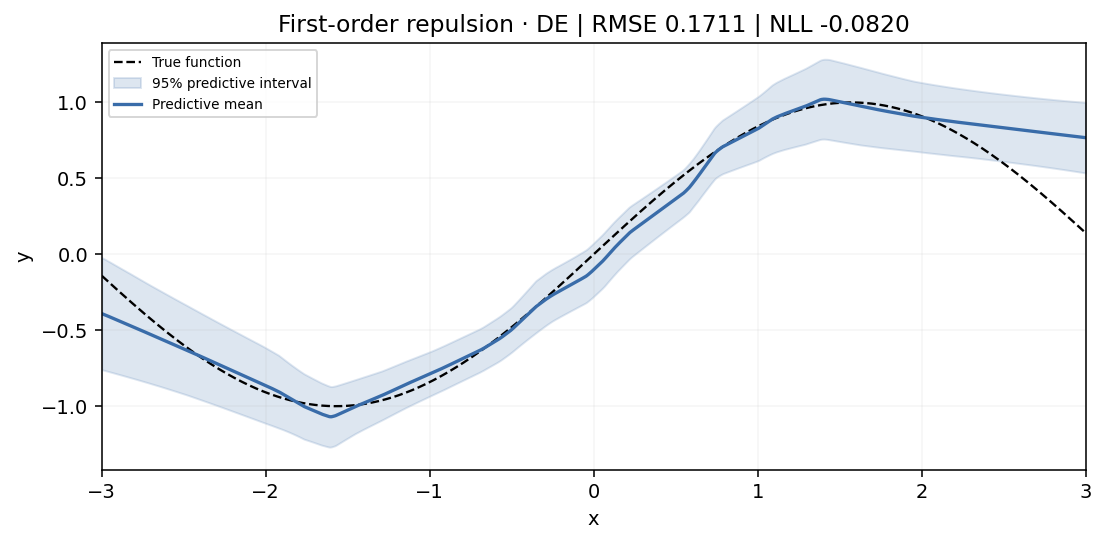 First-order repulsion · DE | RMSE 0.1711 | NLL -0.0820
True function
95% predictive interval
Predictive mean
1.0
0.5
0.0
−0.5
−1.0
y
−3
−2
−1
0
1
2
3
x